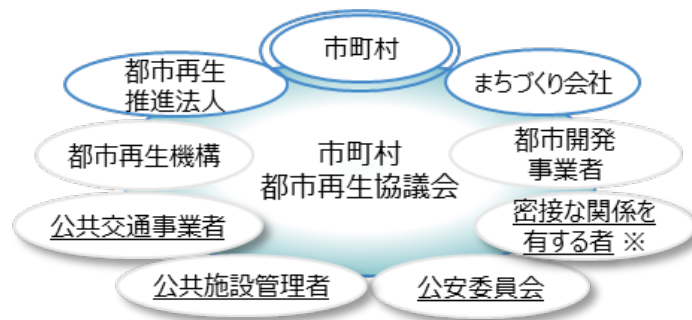 市町村
都市再生
推進法人
まちづくり会社
都市再生機構
市町村
都市再生協議会
都市開発
事業者
公共交通事業者
密接な関係を
有する者 ※
公共施設管理者
公安委員会